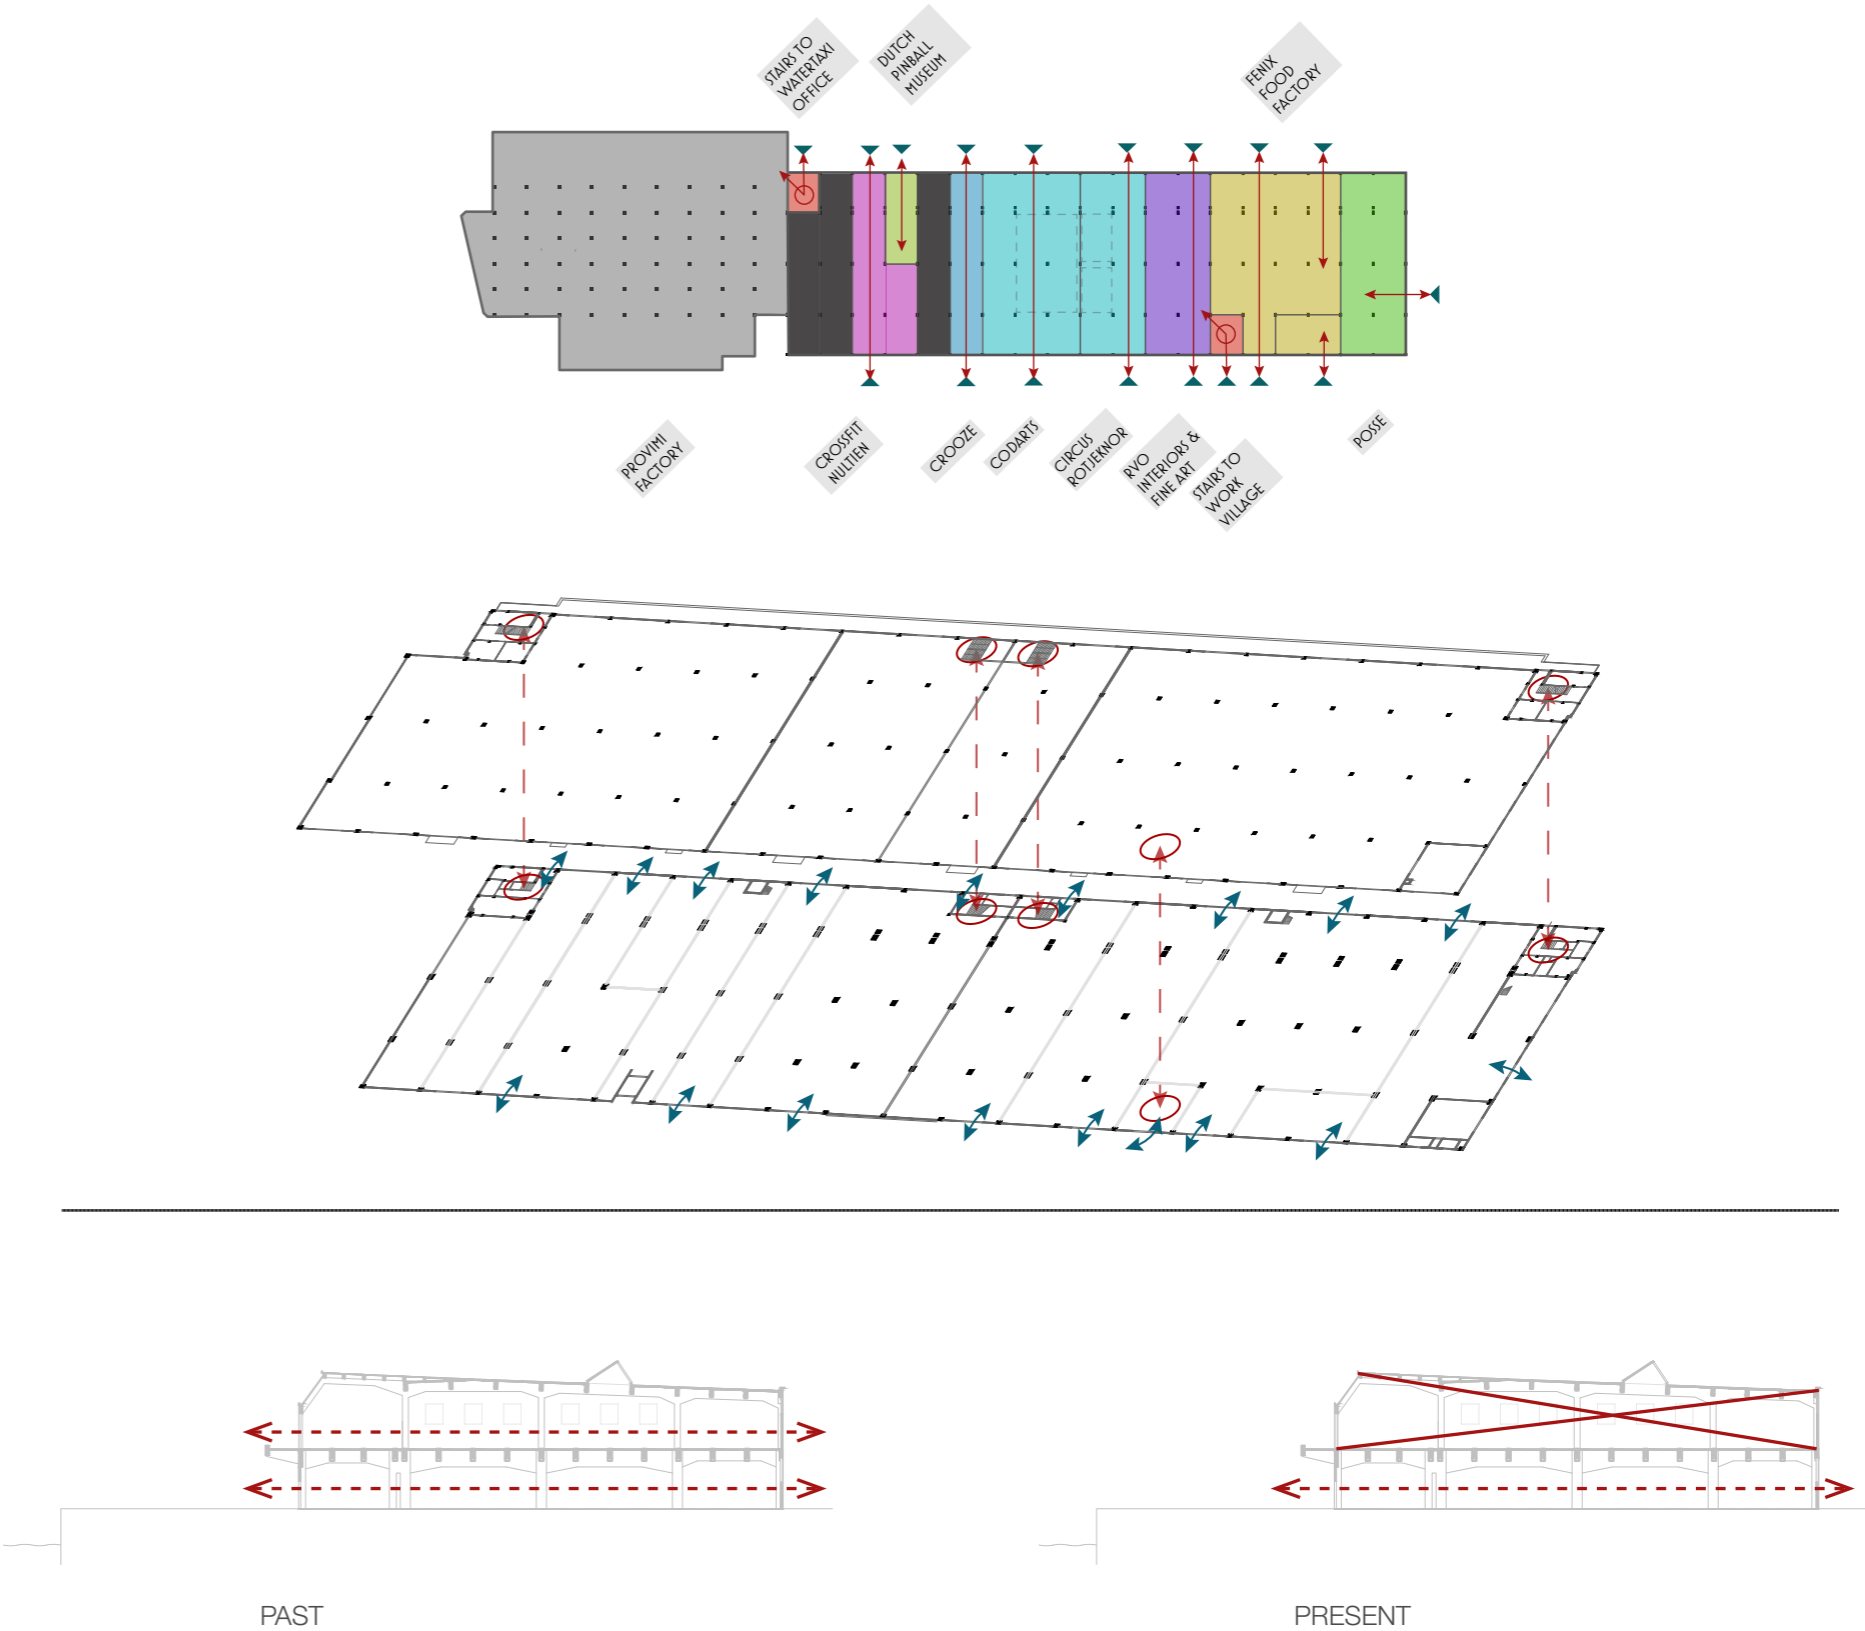 STAIRS TO
WATERTAXI
OFFICE
DUTCH
PINBALL
MUSEUM
FENIX
FOOD
FACTORY
PROVIMI
FACTORY
CROSSFIT
NULTIEN
CROOZE
CODARTS
CIRCUS
ROTJEKNOR
RVO
INTERIORS &
FINE ART
STAIRS TO
WORK
VILLAGE
POSSE
PAST
PRESENT